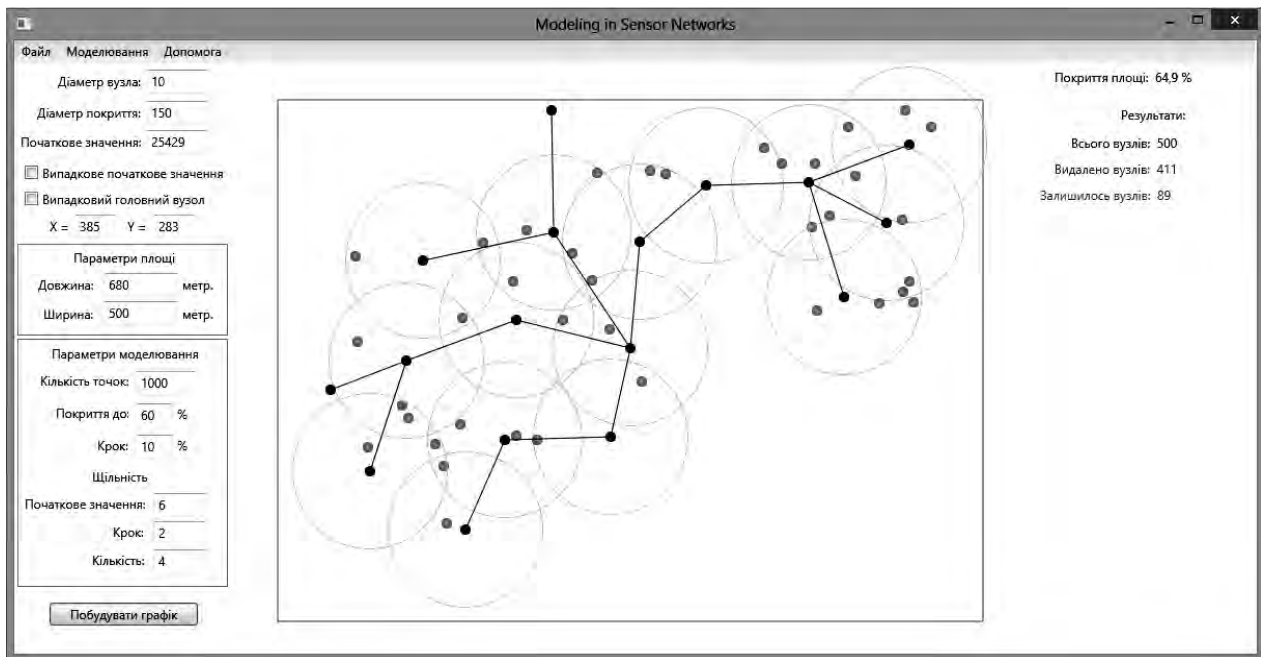 Modeling in Sensor Networks
Файл Моделювання Допомога
Діаметр вузла: 10
Діаметр покриття: 150
Початкове значення: 25429
Випадкове початкове значення
Випадковий головний вузол
X = 385 Y = 283
Параметри площі
Довжина: 680 метр.
Ширина: 500 метр.
Параметри моделювання
Кількість точок: 1000
Покриття до: 60 %
Крок: 10 %
Щільність
Початкове значення: 6
Крок: 2
Кількість: 4
Побудувати графік
Покриття площі: 64,9 %
Результати:
Всього вузлів: 500
Видалено вузлів: 411
Залишилось вузлів: 89